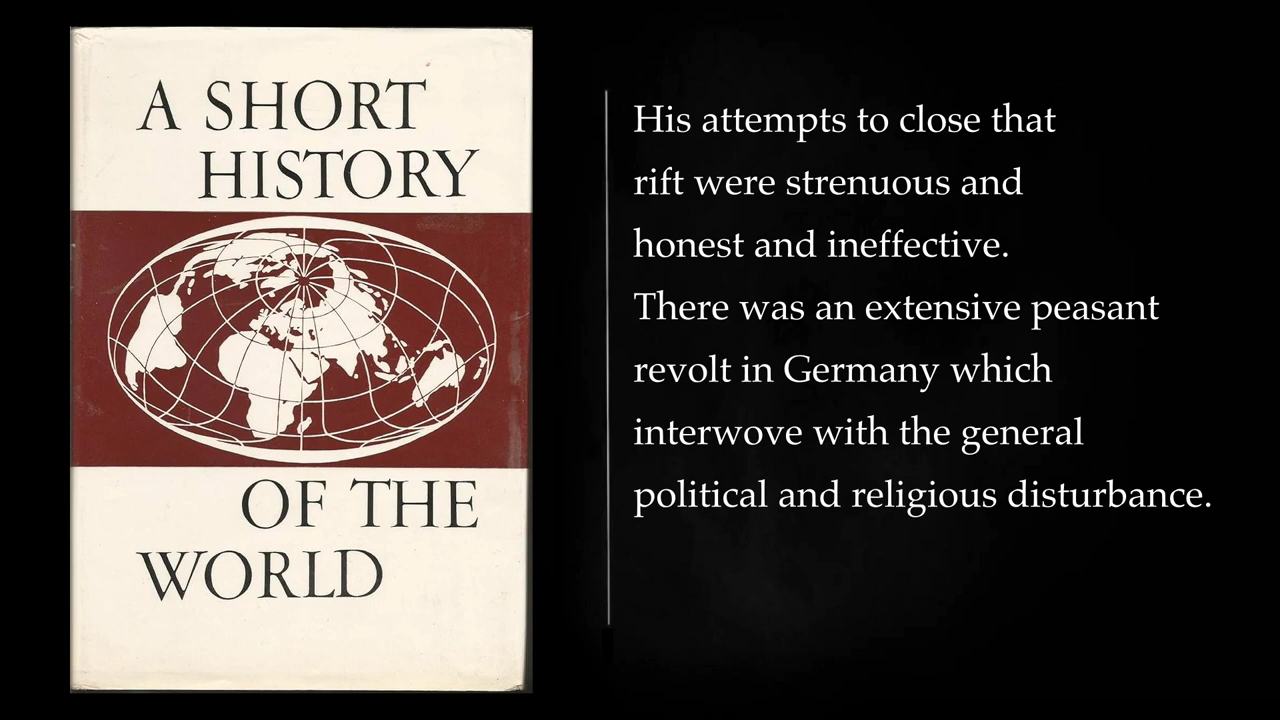 A SHORT
HISTORY
OF THE
WORLD
His attempts to close that
rift were strenuous and
honest and ineffective.
There was an extensive peasant
revolt in Germany which
interwove with the general
political and religious disturbance.